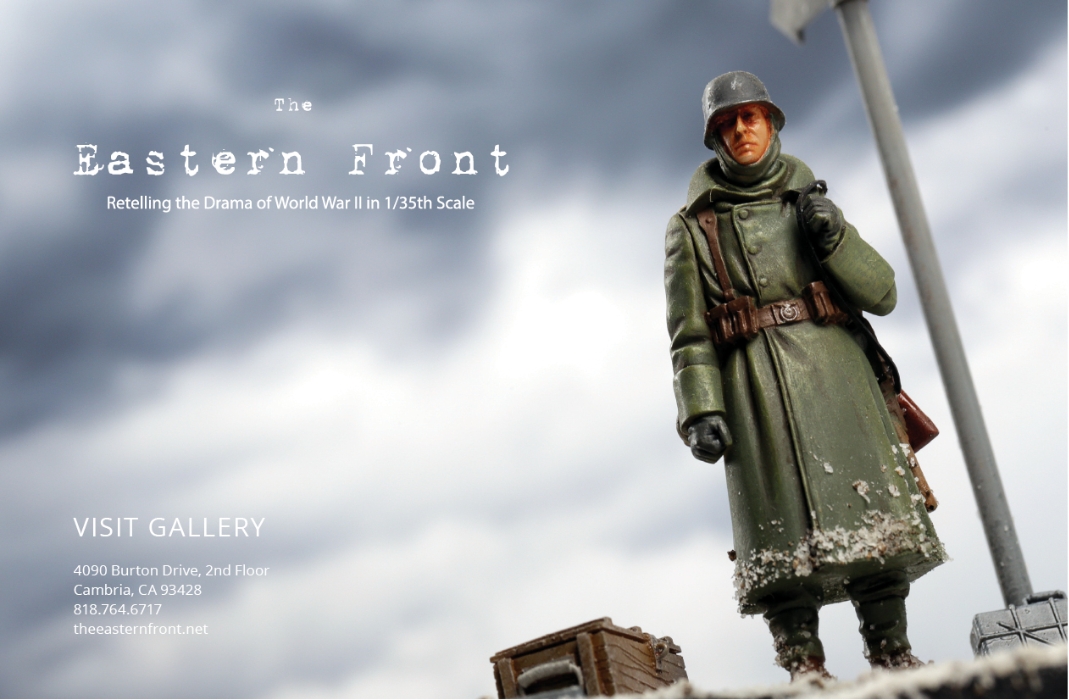 The
Eastern Front
Retelling the Drama of World War II in 1/35th Scale
VISIT GALLERY
4090 Burton Drive, 2nd Floor
Cambria, CA 93428
818.764.6717
theeasternfront.net